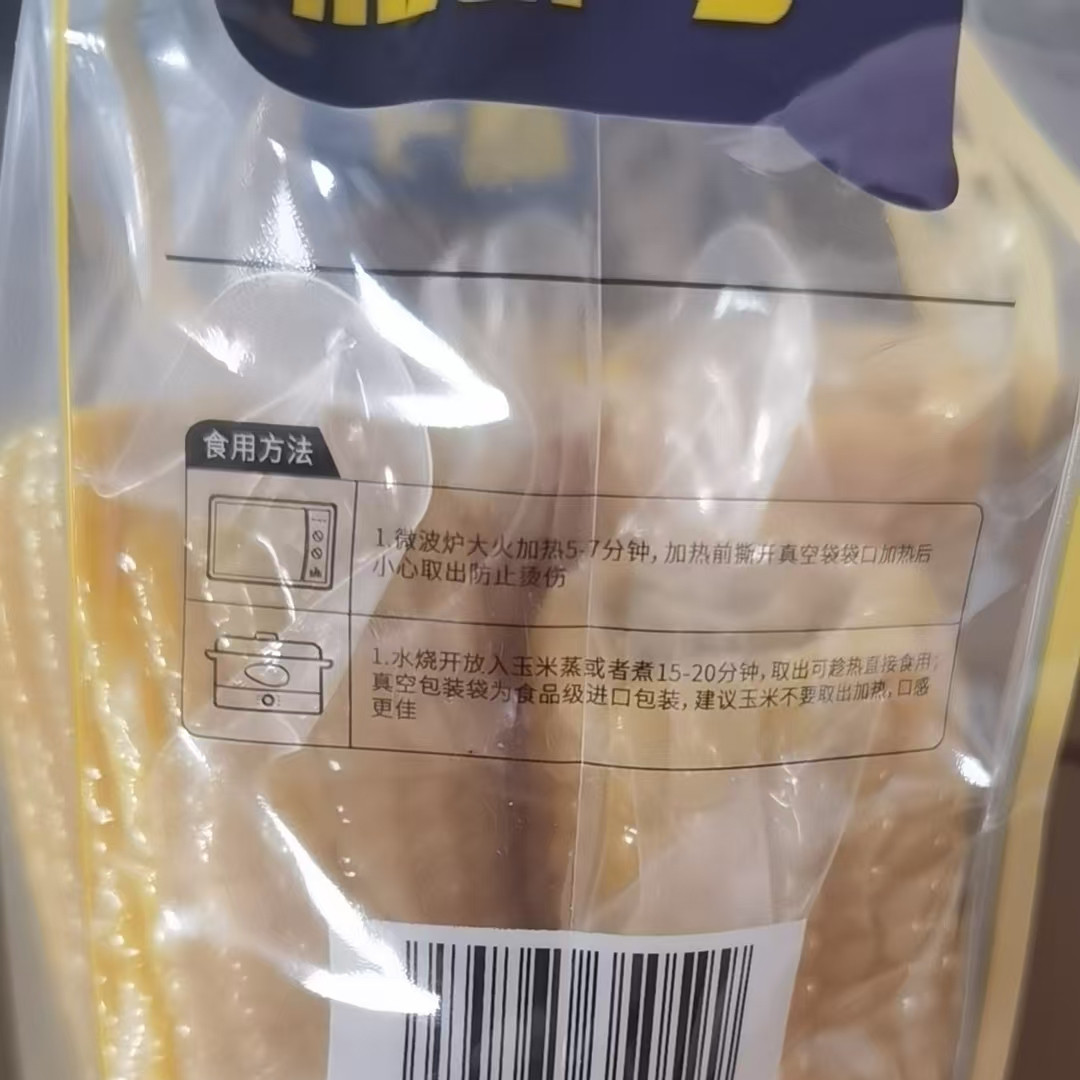 食用方法
1.微波炉大火加热5-7分钟,加热前撕开真空袋袋口加热后
小心取出防止烫伤
1.水烧开放入玉米蒸或者煮15-20分钟,取出可趁热直接食用;
真空包装袋为食品级进口包装,建议玉米不要取出加热,口感
更佳